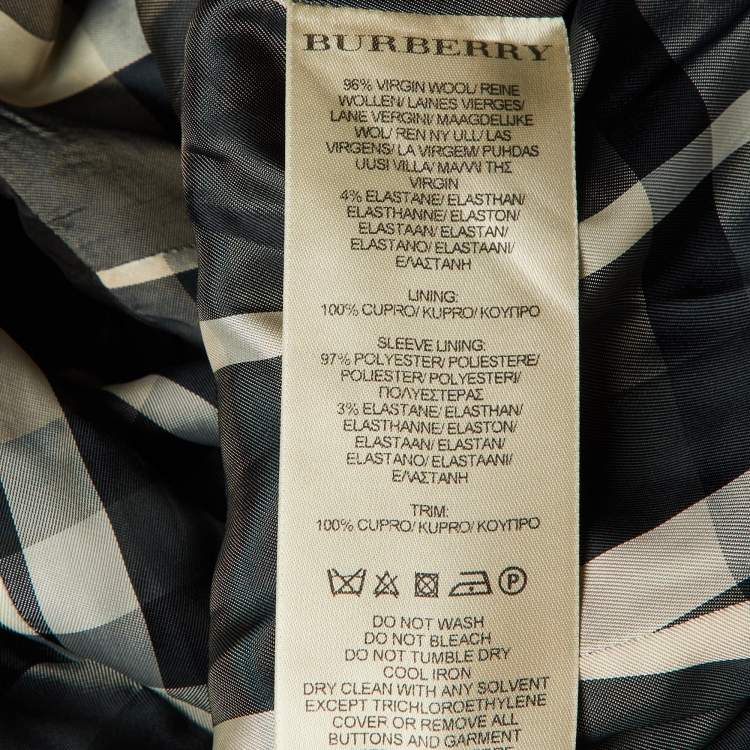 BURBERRY
96% VIRGIN WOOL/ REINE
WOLLEN/ LAINES VIERGES/
LANE VERGINI/ MAAGDELIJKE
WOL/ REN NY ULL/ LAS
VIRGENS/ LA VIRGEM/ PUHDAS
UUSI VILLA/ ΜΑΛΛΙ ΤΗΣ
VIRGIN
4% ELASTANE/ ELASTHAN/
ELASTHANNE/ ELASTON/
ELASTAAN/ ELASTAN/
ELASTANO/ ELASTAANI/
ΕΛΑΣΤΑΝΗ
LINING:
100% CUPRO/ KUPRO/ ΚΟΥΠΡΟ
SLEEVE LINING:
97% POLYESTER/ POLIESTERE/
POLIESTER/ POLYESTERI/
ΠΟΛΥΕΣΤΕΡΑΣ
3% ELASTANE/ ELASTHAN/
ELASTHANNE/ ELASTON/
ELASTAAN/ ELASTAN/
ELASTANO/ ELASTAANI/
ΕΛΑΣΤΑΝΗ
TRIM:
100% CUPRO/ KUPRO/ ΚΟΥΠΡΟ
P
DO NOT WASH
DO NOT BLEACH
DO NOT TUMBLE DRY
COOL IRON
DRY CLEAN WITH ANY SOLVENT
EXCEPT TRICHLOROETHYLENE
COVER OR REMOVE ALL
BUTTONS AND GARMENT